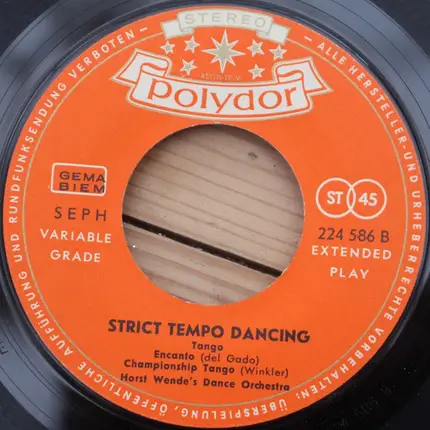 STEREO
REGISTR. TR. M.
Polydor
GEMA
BIEM
SEPH
VARIABLE
GRADE
ST 45
224 586 B
EXTENDED
PLAY
STRICT TEMPO DANCING
Tango
Encanto (del Gado)
Championship Tango (Winkler)
Horst Wende's Dance Orchestra
- ALLE HERSTELLER- UND URHEBERRECHTE VORBEHALTEN: ÜBERSPIELUNG, ÖFFENTLICHE AUFFÜHRUNG UND RUNDFUNKSENDUNG VERBOTEN -